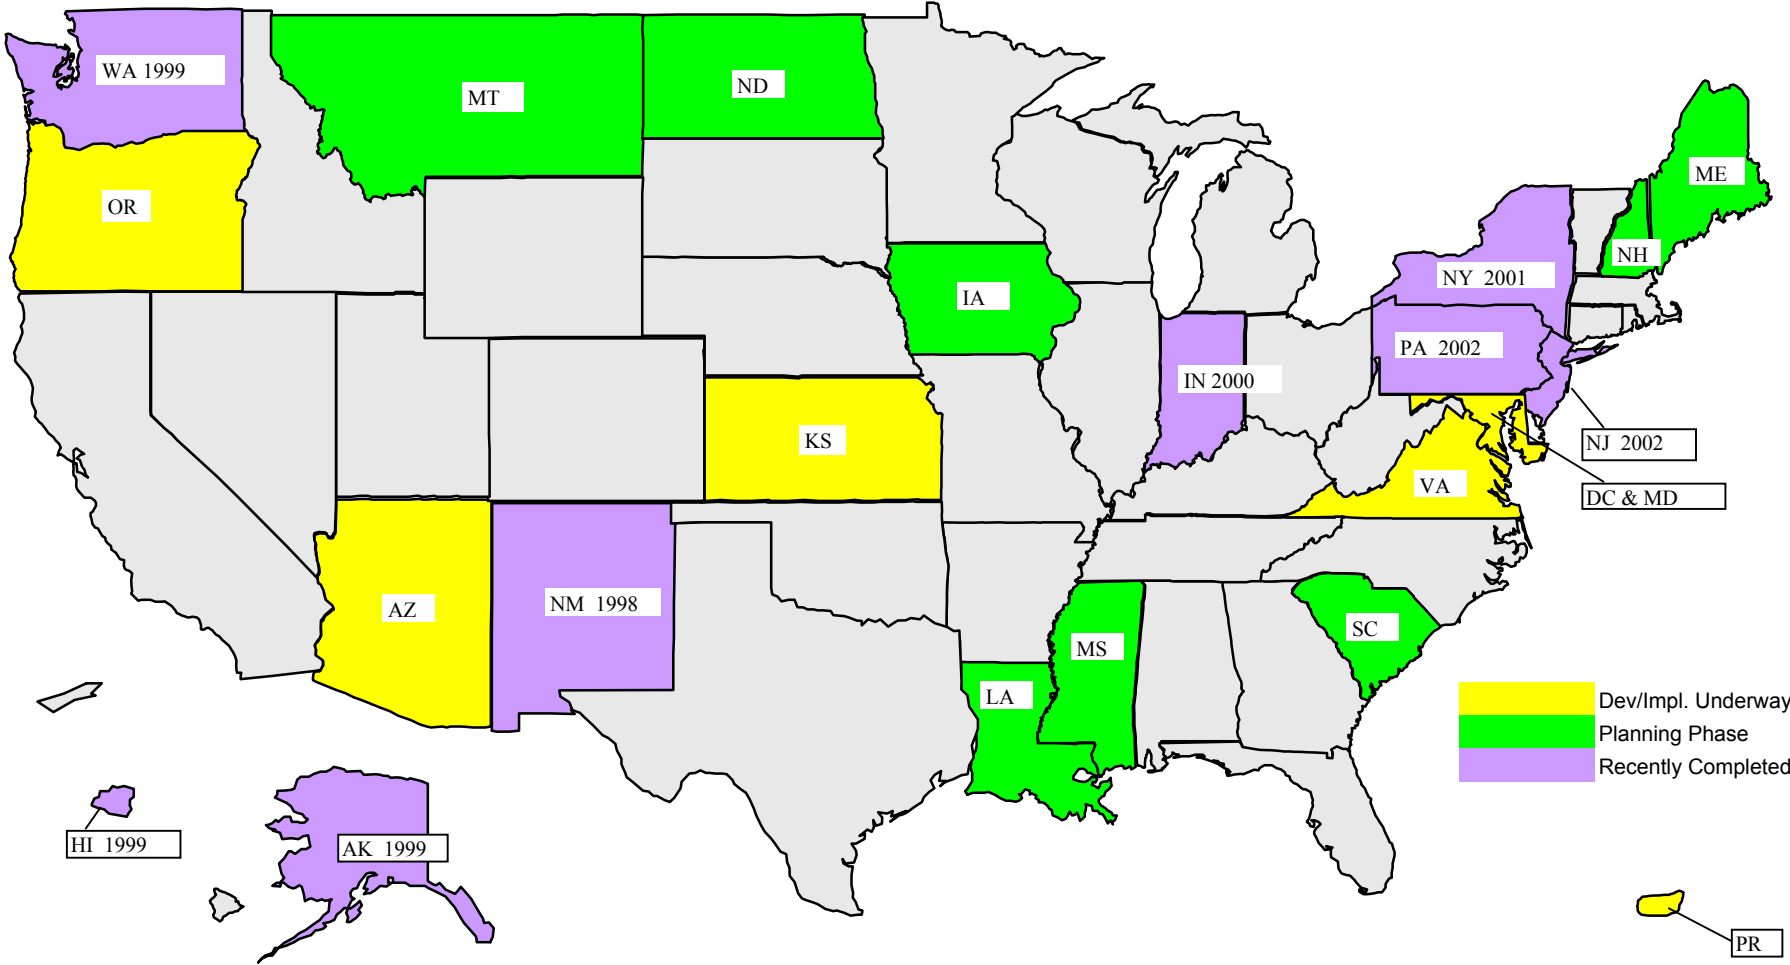 WA 1999
MT
ND
ME
OR
NH
NY 2001
IA
PA 2002
IN 2000
KS
NJ 2002
VA
DC & MD
AZ
NM 1998
SC
MS
LA
Dev/Impl. Underway
Planning Phase
Recently Completed
HI 1999
AK 1999
PR